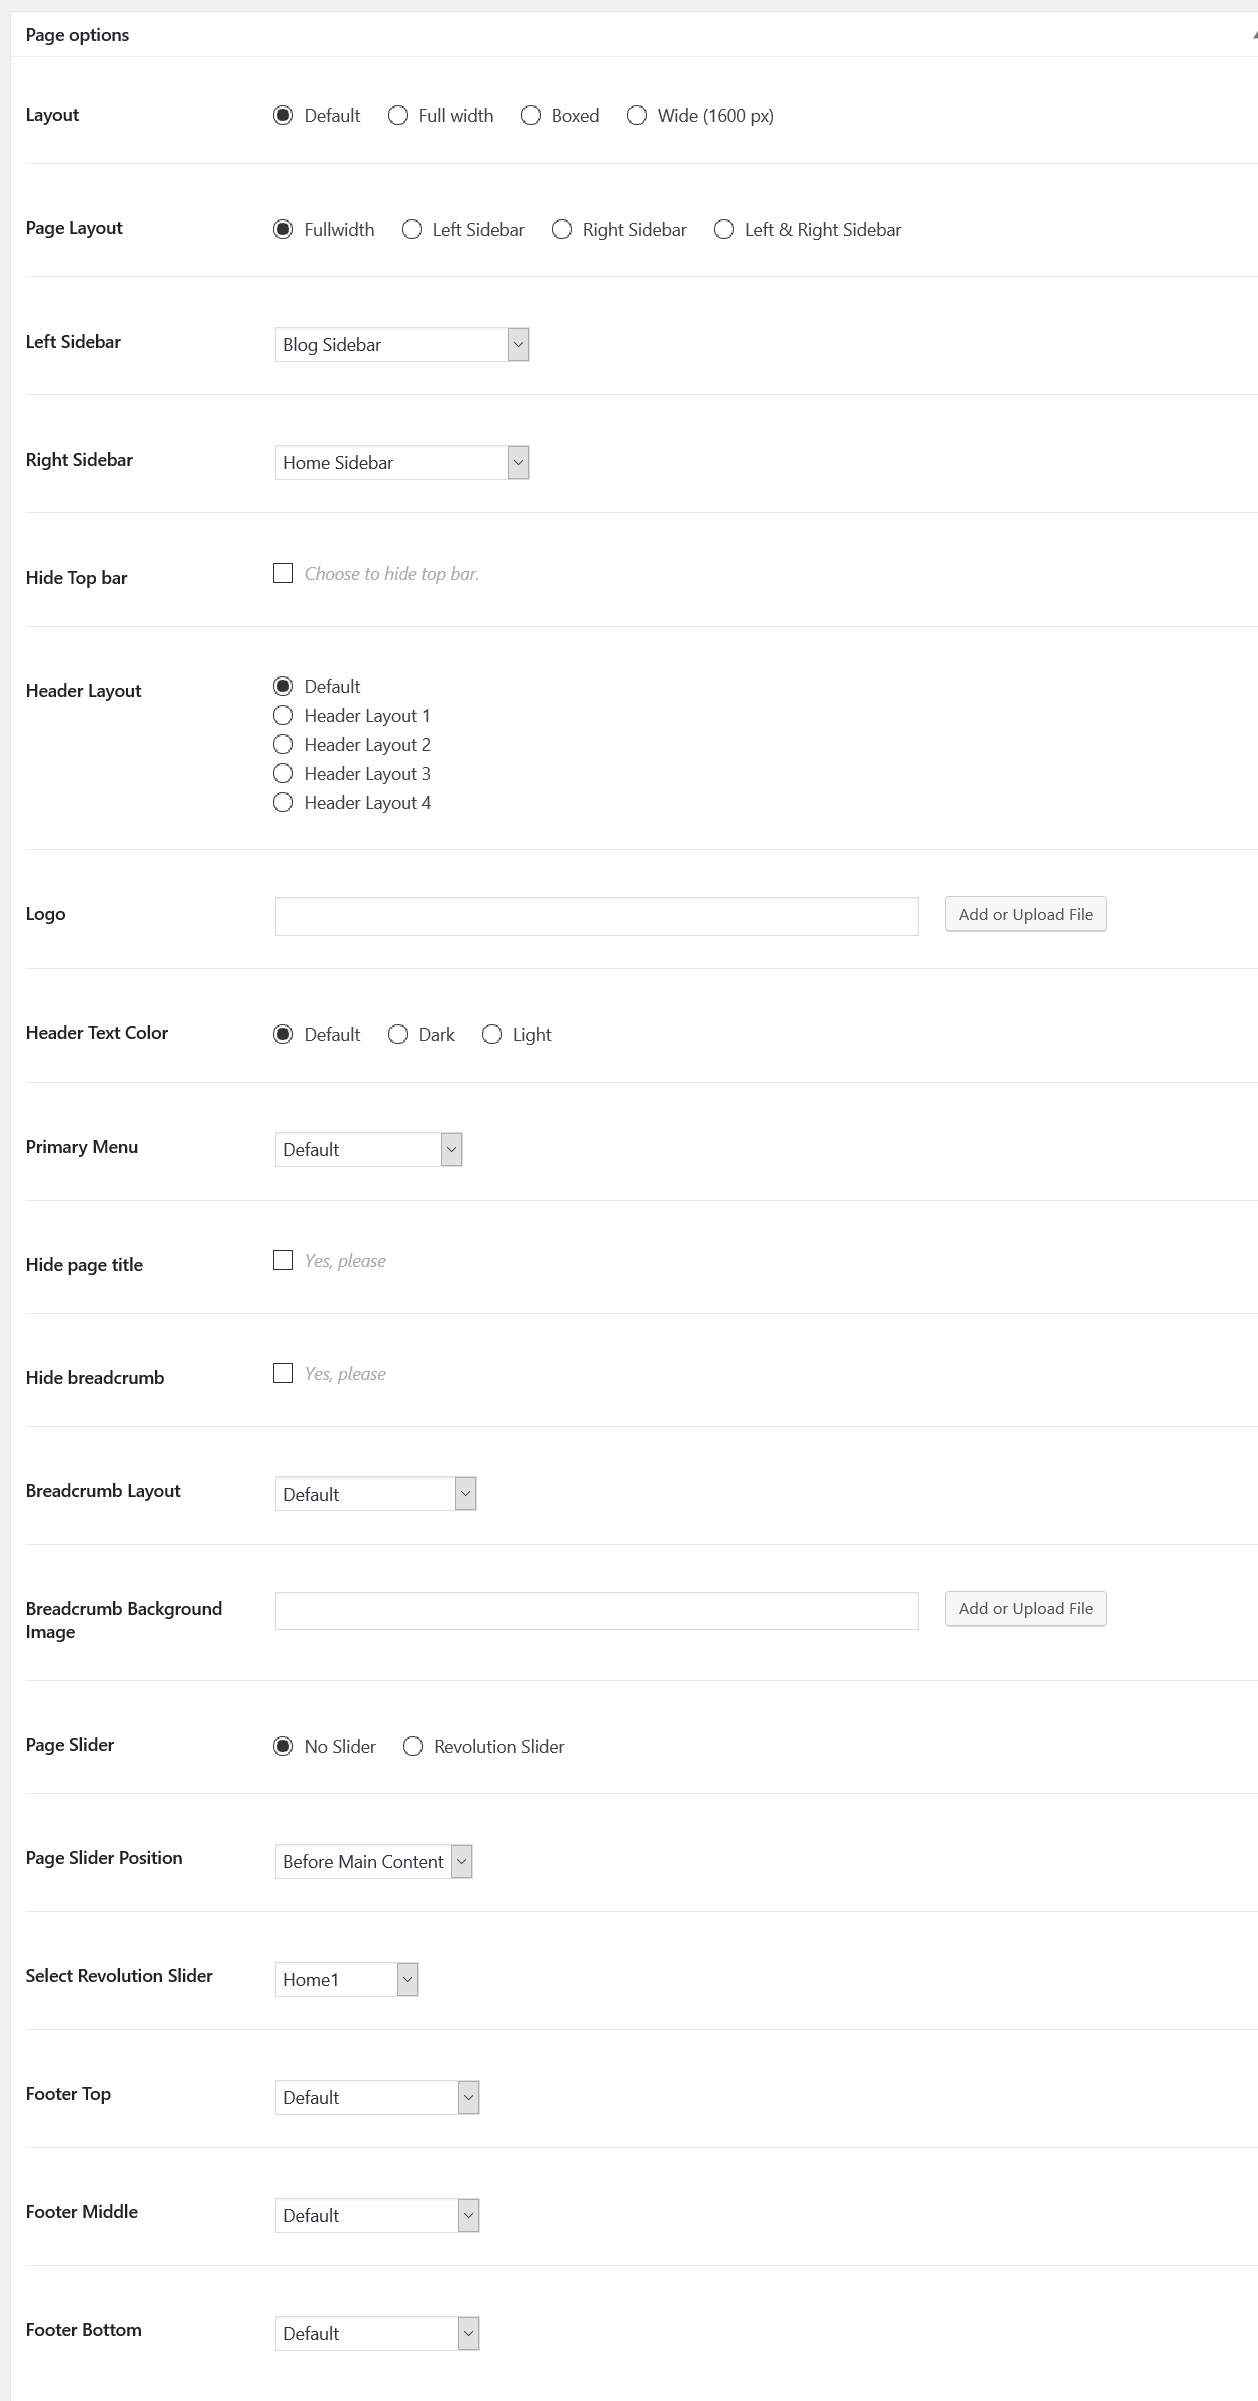 Page options
Layout
Default Full width Boxed Wide (1600 px)
Page Layout
Fullwidth Left Sidebar Right Sidebar Left & Right Sidebar
Left Sidebar
Blog Sidebar
Right Sidebar
Home Sidebar
Hide Top bar
Choose to hide top bar.
Header Layout
Default
Header Layout 1
Header Layout 2
Header Layout 3
Header Layout 4
Logo
Add or Upload File
Header Text Color
Default Dark Light
Primary Menu
Default
Hide page title
Yes, please
Hide breadcrumb
Yes, please
Breadcrumb Layout
Default
Breadcrumb Background
Image
Add or Upload File
Page Slider
No Slider Revolution Slider
Page Slider Position
Before Main Content
Select Revolution Slider
Home1
Footer Top
Default
Footer Middle
Default
Footer Bottom
Default